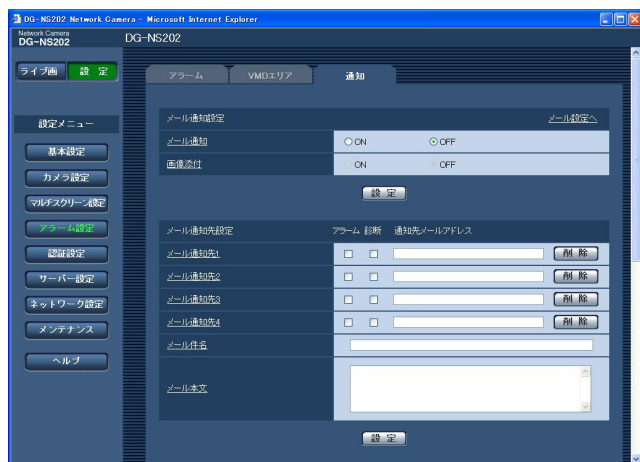 DG-NS202 Network Camera - Microsoft Internet Explorer
Network Camera
DG-NS202
DG-NS202
ライブ画 設 定
アラーム VMDエリア 通知
設定メニュー
基本設定
カメラ設定
マルチスクリーン設定
アラーム設定
認証設定
サーバー設定
ネットワーク設定
メンテナンス
ヘルプ
メール通知設定 メール設定へ
メール通知 ON OFF
画像添付 ON OFF
設 定
メール通知先設定 アラーム 診断 通知先メールアドレス
メール通知先1 削 除
メール通知先2 削 除
メール通知先3 削 除
メール通知先4 削 除
メール件名
メール本文
設 定